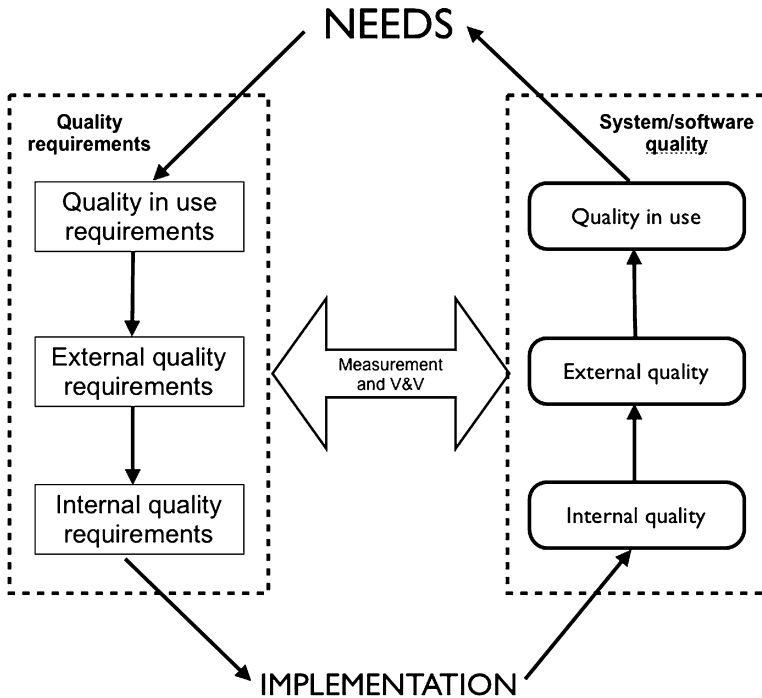 NEEDS
Quality
requirements
Quality in use
requirements
External quality
requirements
Internal quality
requirements
Measurement
and V&V
System/software
quality
Quality in use
External quality
Internal quality
IMPLEMENTATION